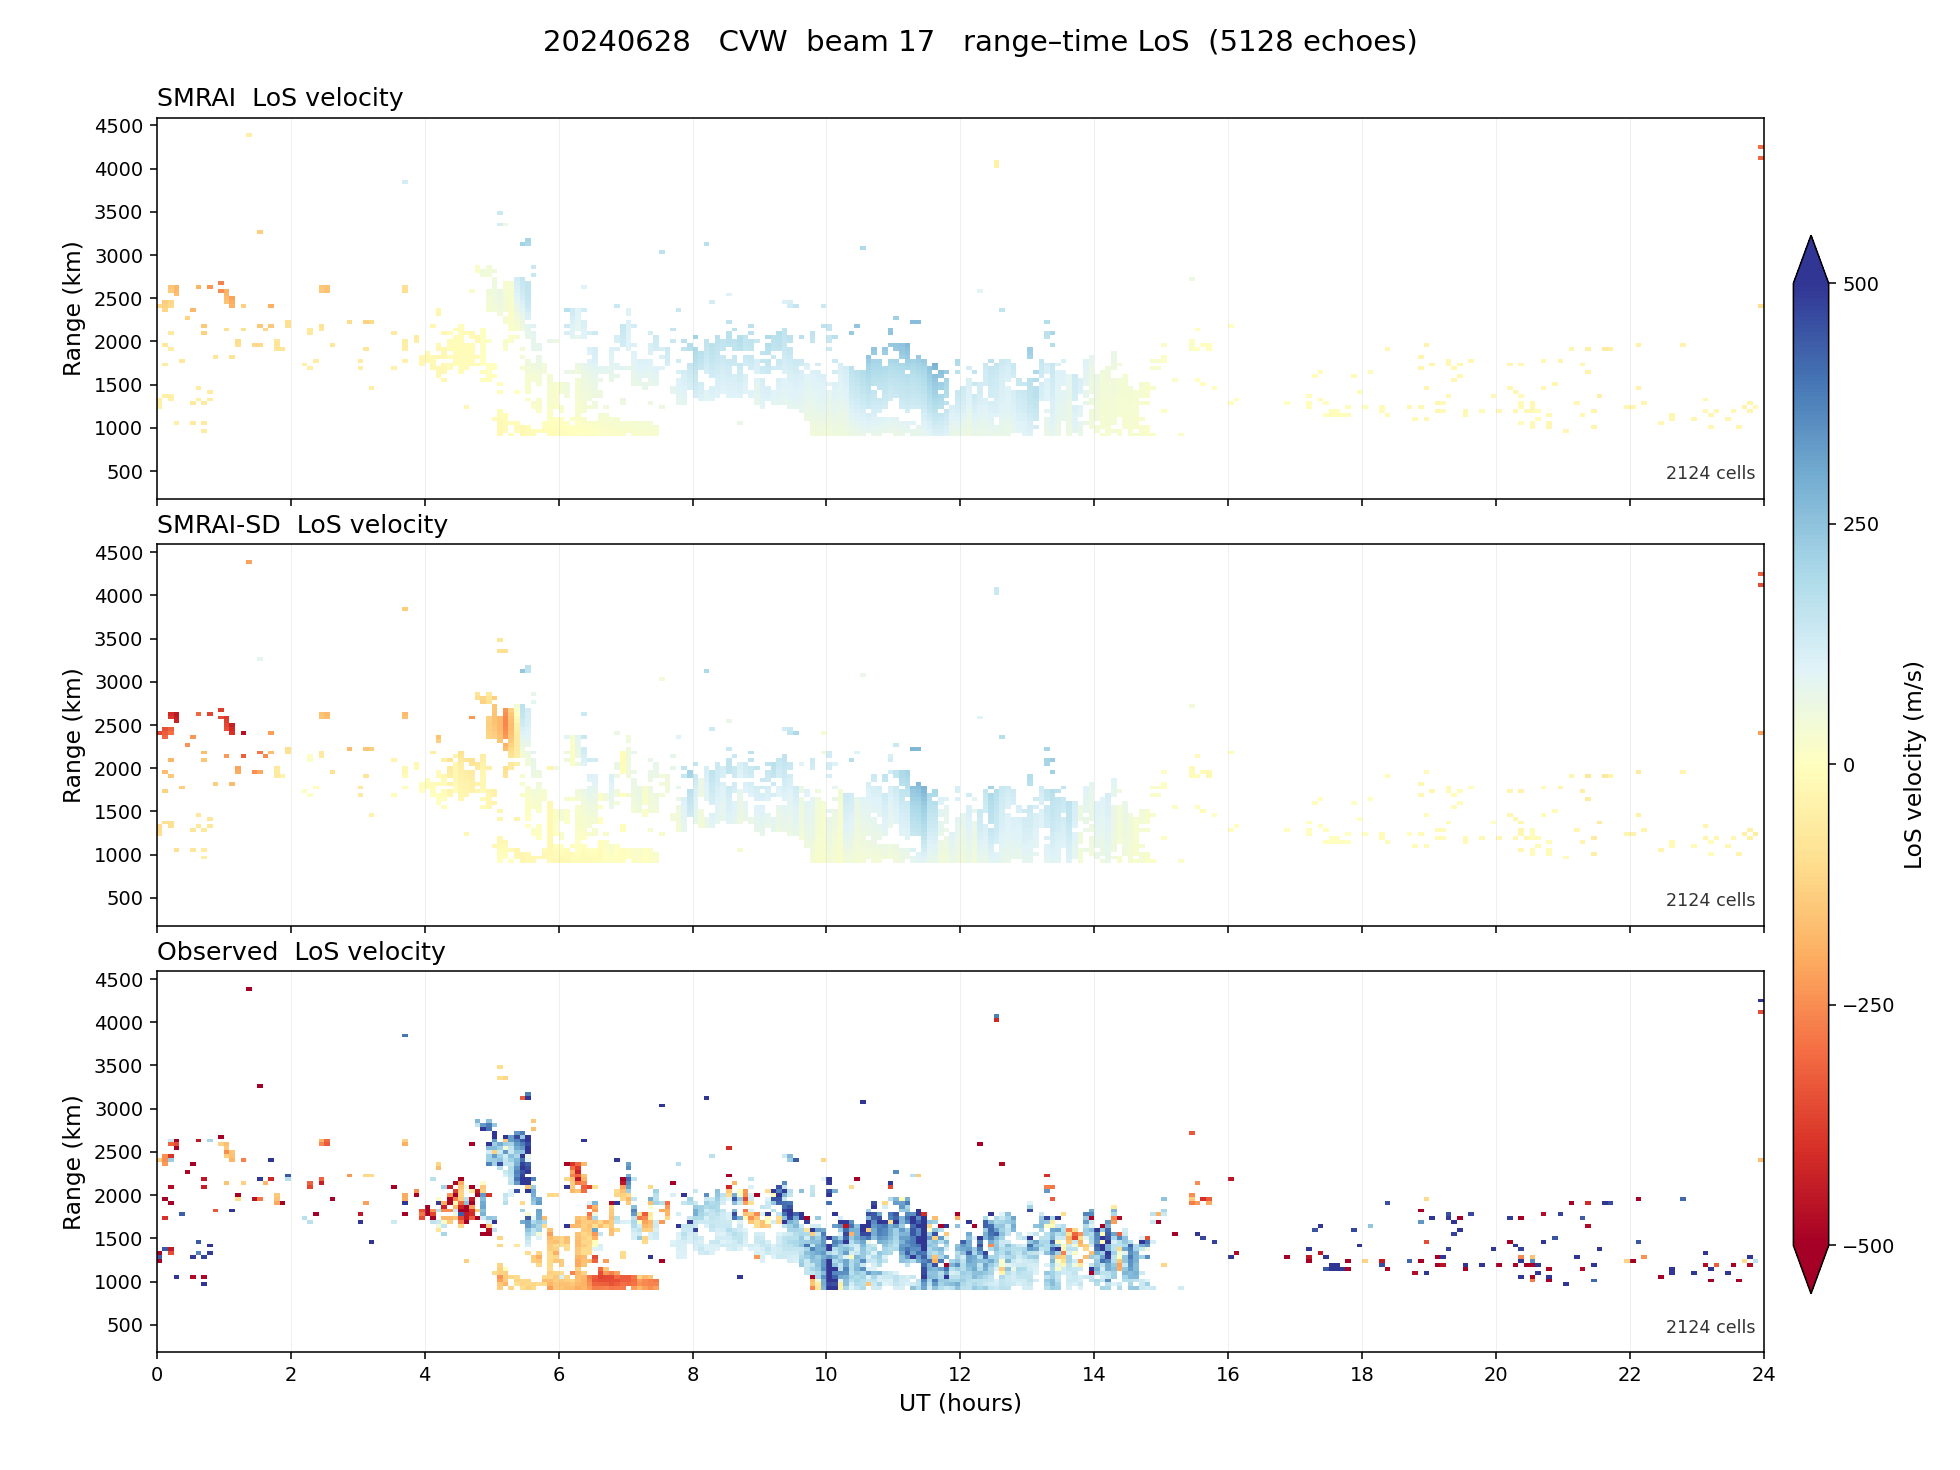 20240628 CVW beam 17 range–time LoS (5128 echoes)
SMRAI LoS velocity
4500
4000
3500
3000
2500
2000
1500
1000
500
Range (km)
2124 cells
SMRAI-SD LoS velocity
4500
4000
3500
3000
2500
2000
1500
1000
500
Range (km)
2124 cells
Observed LoS velocity
4500
4000
3500
3000
2500
2000
1500
1000
500
Range (km)
2124 cells
0 2 4 6 8 10 12 14 16 18 20 22 24
UT (hours)
500
250
0
−250
−500
LoS velocity (m/s)